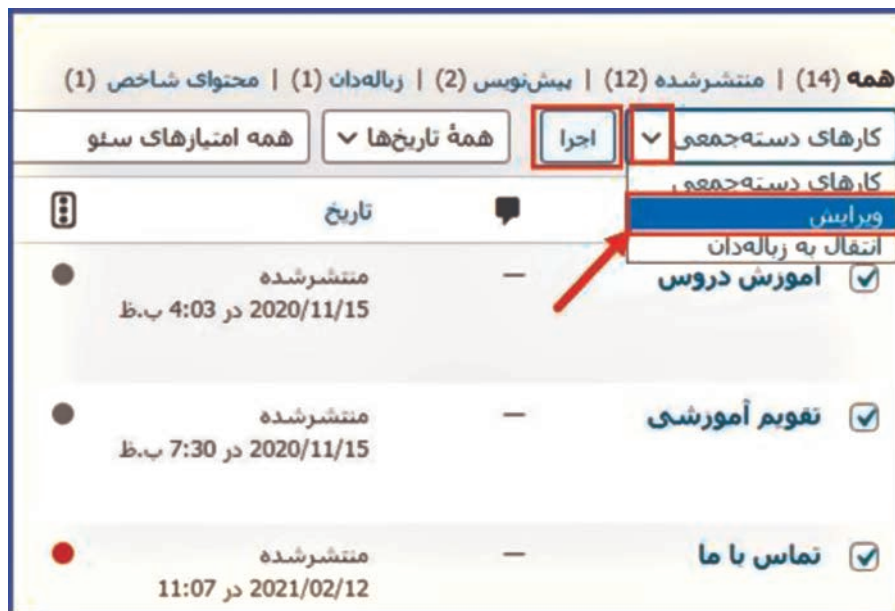 همه (14) | منتشرشده (12) | پیش‌نویس (2) | زباله‌دان (1) | محتوای شاخص (1)
کارهای دسته‌جمعی اجرا همهٔ تاریخ‌ها همه امتیازهای سئو
کارهای دسته‌جمعی
ویرایش
انتقال به زباله‌دان
تاریخ
آموزش دروس — منتشرشده
2020/11/15 در 4:03 ب.ظ
تقویم آموزشی — منتشرشده
2020/11/15 در 7:30 ب.ظ
تماس با ما — منتشرشده
2021/02/12 در 11:07